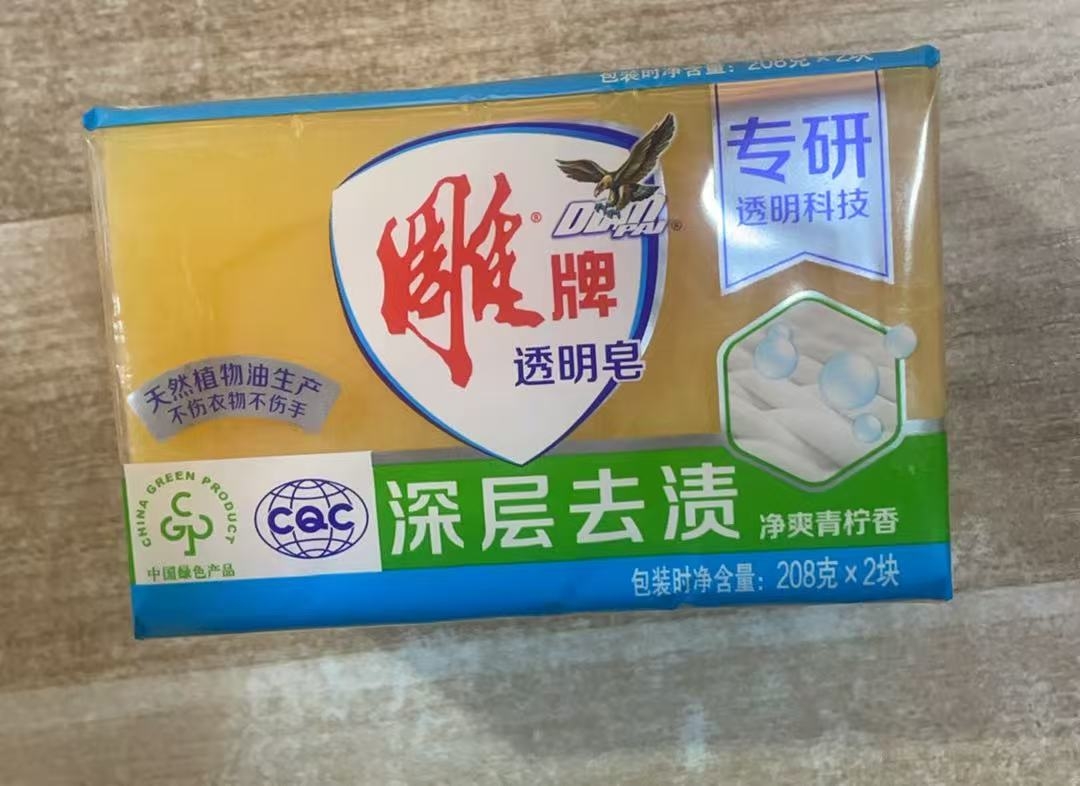 包装时净含量：208克×2块
专研
透明科技
雕®
DIAO PAI®
牌
透明皂
天然植物油生产
不伤衣物不伤手
CHINA GREEN PRODUCT
CGP
中国绿色产品
CQC
深层去渍
净爽青柠香
包装时净含量：208克×2块